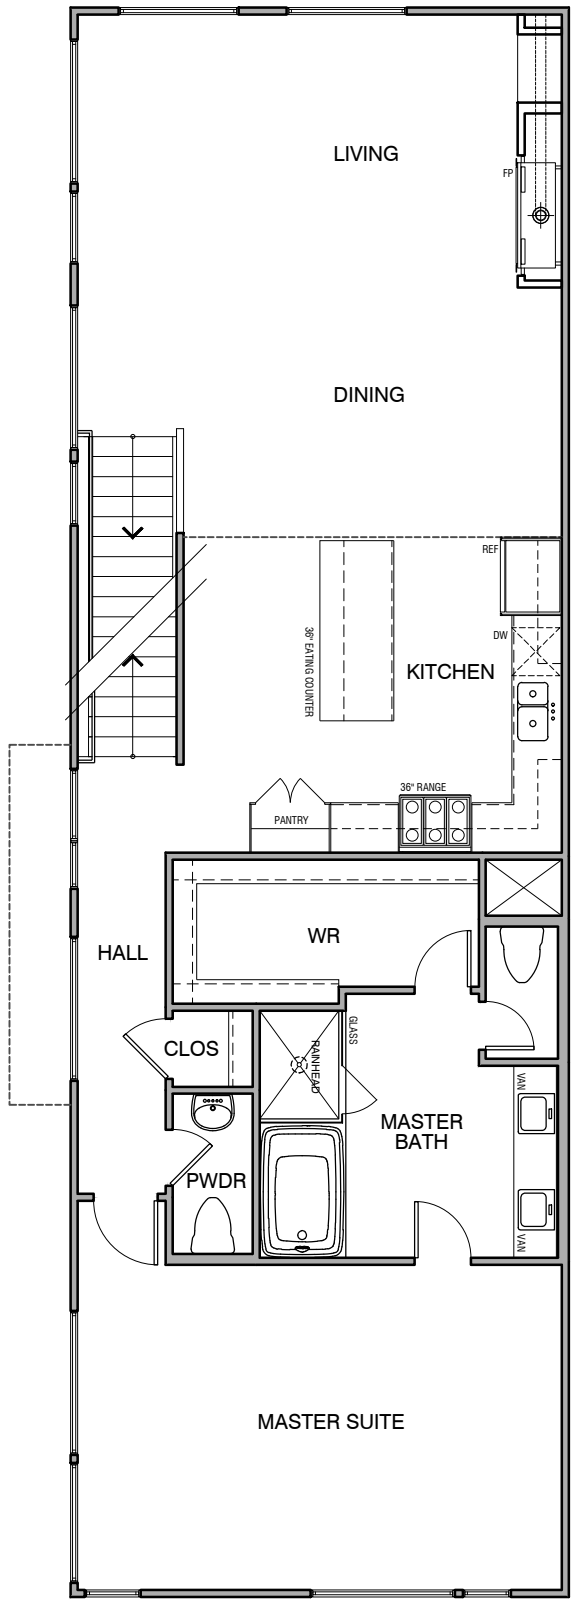 LIVING
FP
DINING
REF
DW
36" EATING COUNTER
KITCHEN
36" RANGE
PANTRY
WR
HALL
GLASS
RAINHEAD
CLOS
VAN
MASTER
BATH
PWDR
VAN
MASTER SUITE